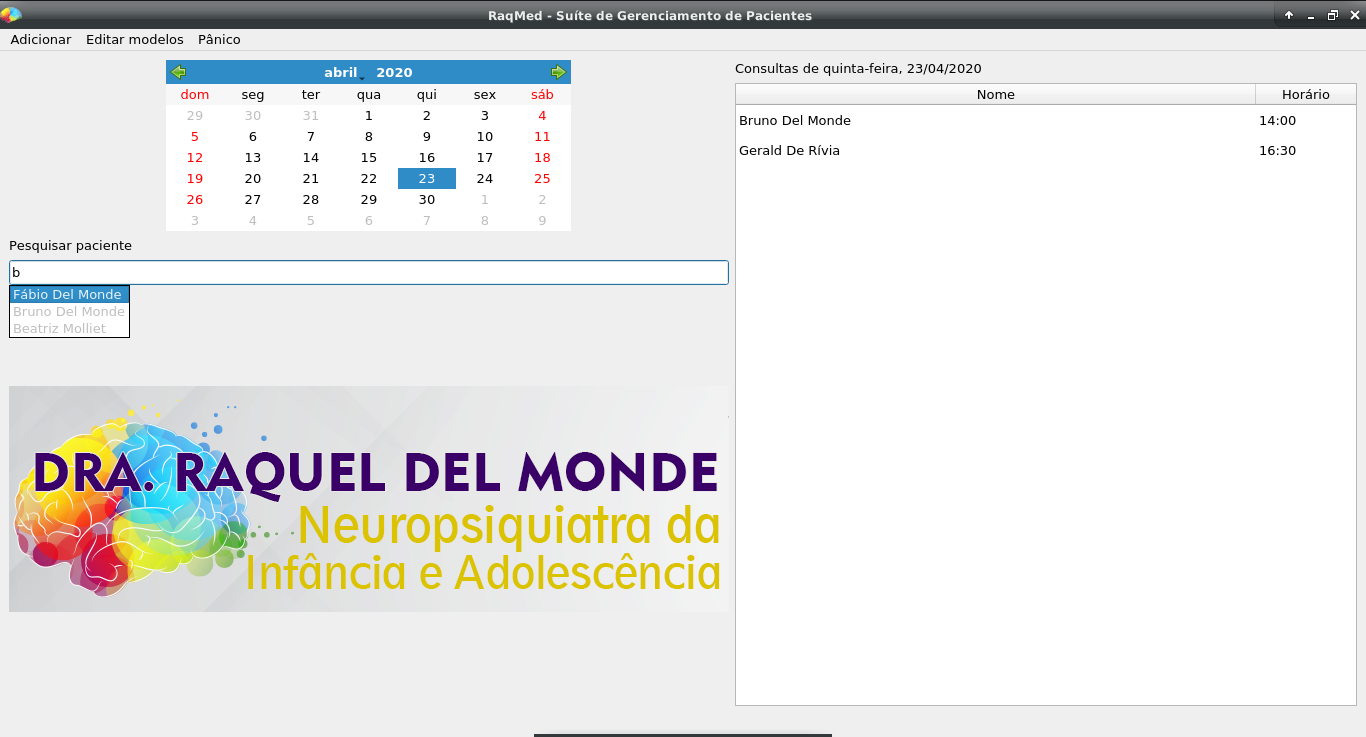 RaqMed - Suíte de Gerenciamento de Pacientes
Adicionar Editar modelos Pânico
abril 2020
dom seg ter qua qui sex sáb
29 30 31 1 2 3 4
5 6 7 8 9 10 11
12 13 14 15 16 17 18
19 20 21 22 23 24 25
26 27 28 29 30 1 2
3 4 5 6 7 8 9
Pesquisar paciente
b
Fábio Del Monde
Bruno Del Monde
Beatriz Molliet
DRA. RAQUEL DEL MONDE
Neuropsiquiatra da
Infância e Adolescência
Consultas de quinta-feira, 23/04/2020
Nome Horário
Bruno Del Monde 14:00
Gerald De Rívia 16:30